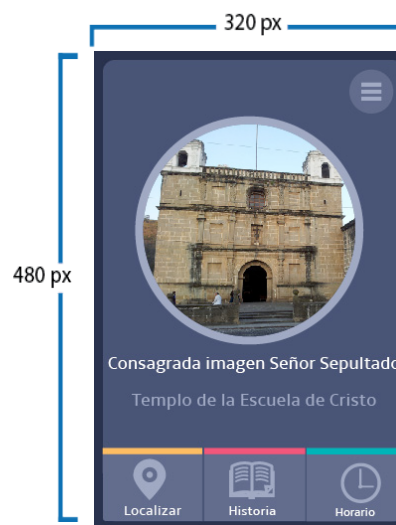 320 px
480 px
Consagrada imagen Señor Sepultado
Templo de la Escuela de Cristo
Localizar
Historia
Horario